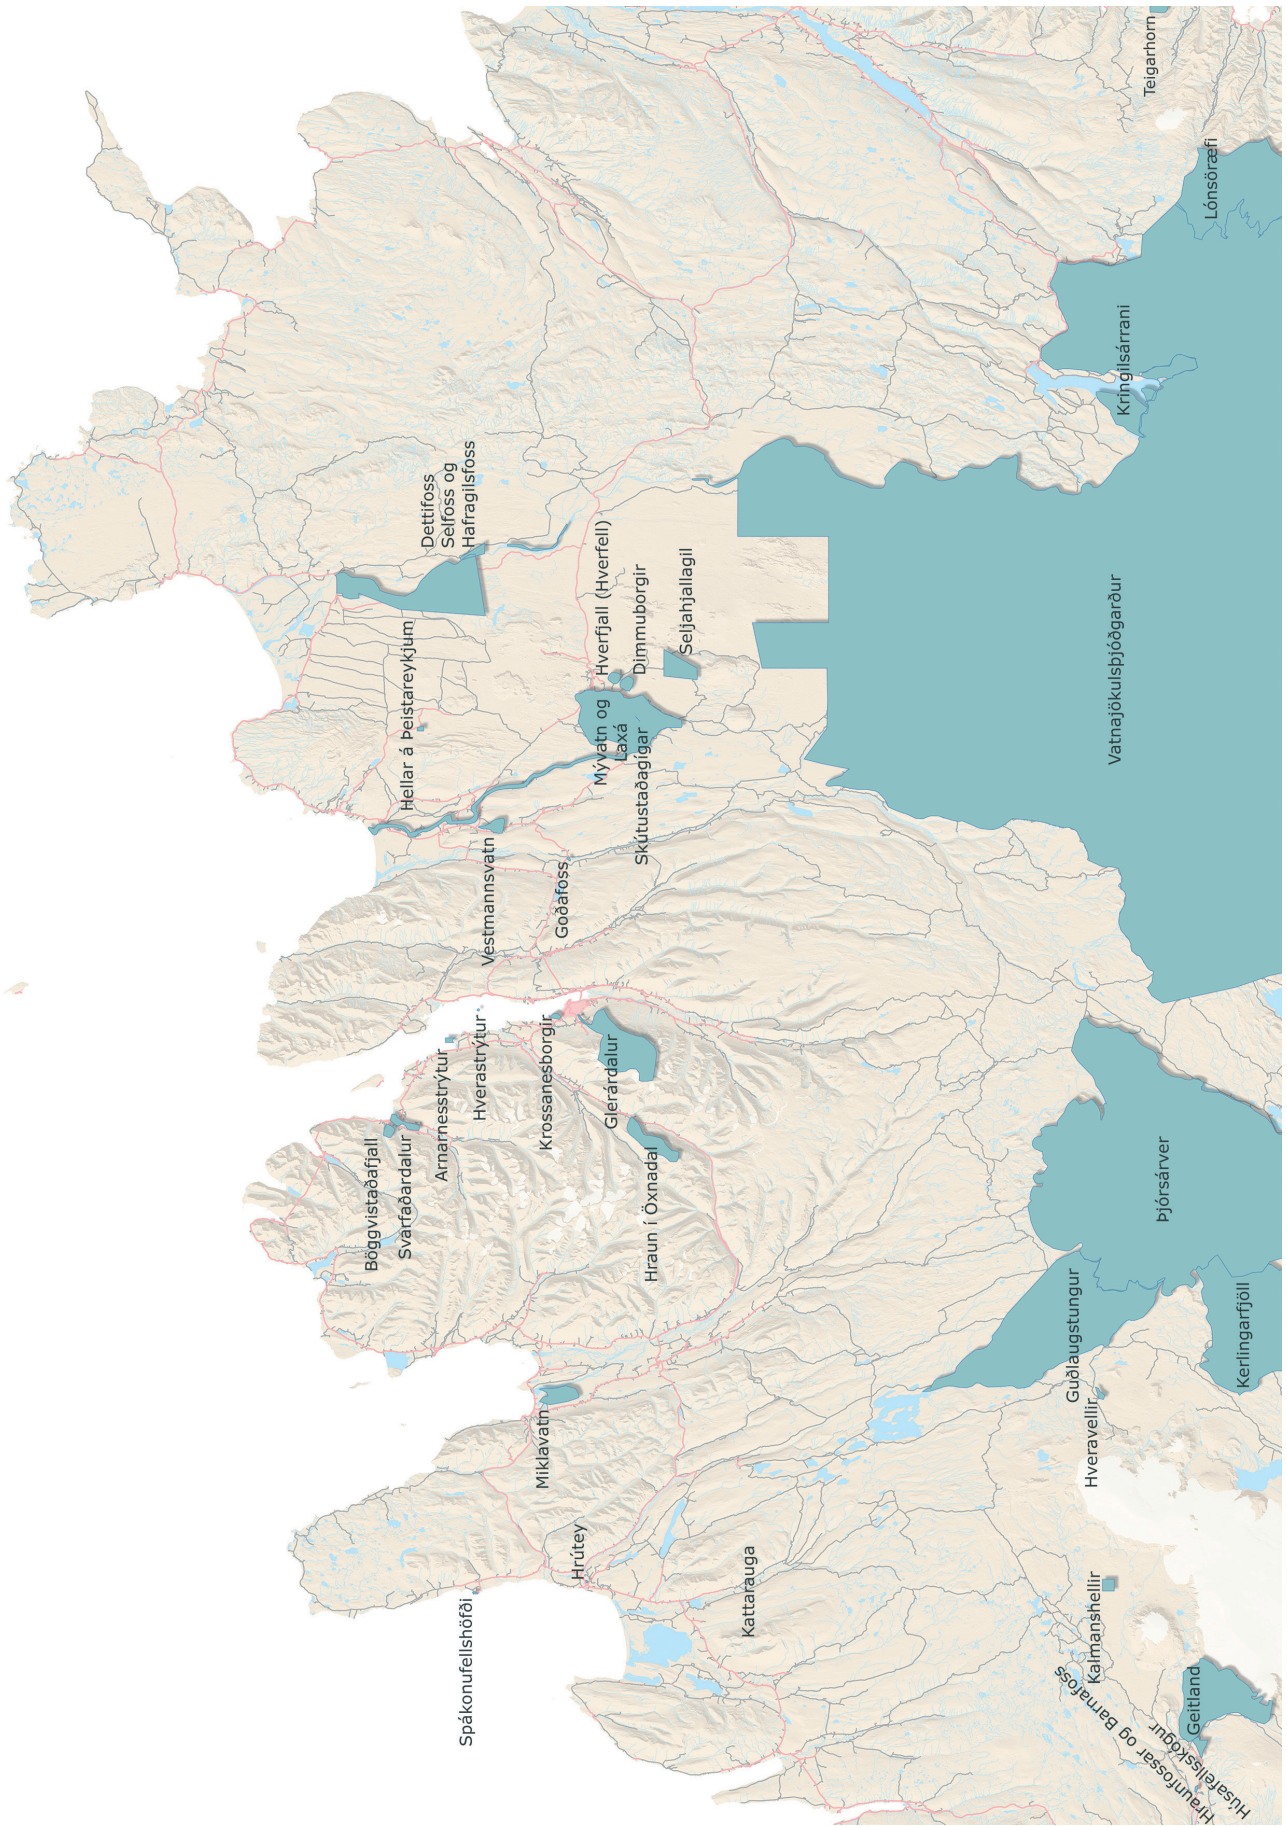 Spákonufellshöfði
Hrútey
Kattarauga
Miklavatn
Böggvistaðafjall
Svarfaðardalur
Arnarnesstrýtur
Hverastrýtur
Krossanesborgir
Glerárdalur
Hraun í Öxnadal
Vestmannsvatn
Goðafoss
Hellar á Þeistareykjum
Dettifoss
Selfoss og
Hafragilsfoss
Mývatn og
Laxá
Skútustaðagígar
Hverfjall (Hverfell)
Dimmuborgir
Seljahjallagil
Hraunfossar og Barnafoss
Húsafellsskógur
Geitland
Kalmanshellir
Hveravellir
Guðlaugstungur
Kerlingarfjöll
Þjórsárver
Vatnajökulsþjóðgarður
Kringilsárrani
Lónsöræfi
Teigarhorn